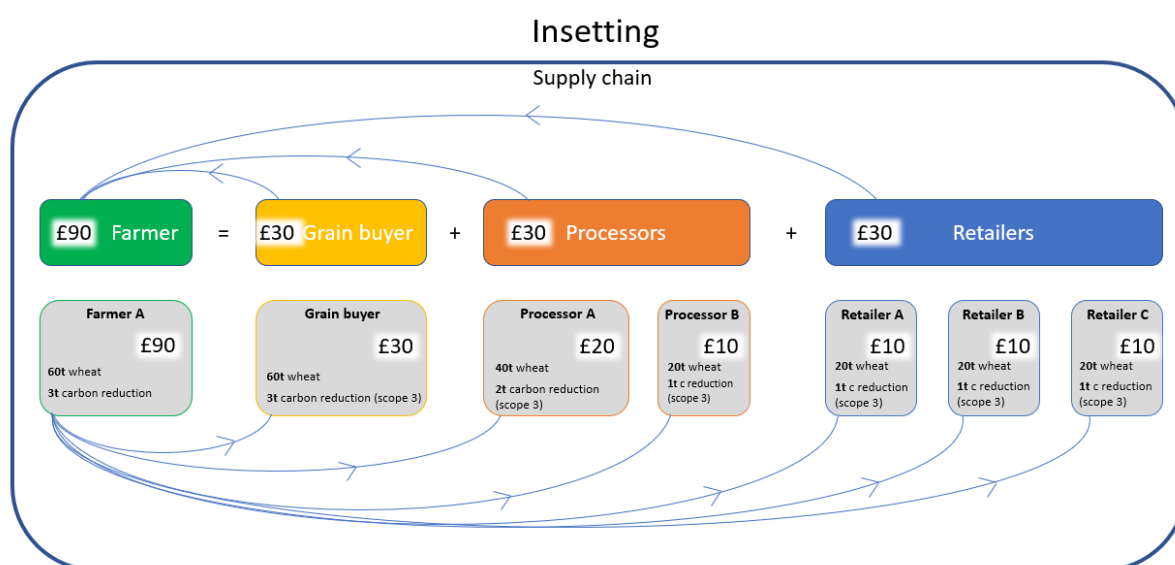 Insetting
Supply chain
£90 Farmer
=
£30 Grain buyer
+
£30 Processors
+
£30 Retailers
Farmer A
£90
60t wheat
3t carbon reduction
Grain buyer
£30
60t wheat
3t carbon reduction (scope 3)
Processor A
£20
40t wheat
2t carbon reduction
(scope 3)
Processor B
£10
20t wheat
1t c reduction
(scope 3)
Retailer A
£10
20t wheat
1t c reduction
(scope 3)
Retailer B
£10
20t wheat
1t c reduction
(scope 3)
Retailer C
£10
20t wheat
1t c reduction
(scope 3)